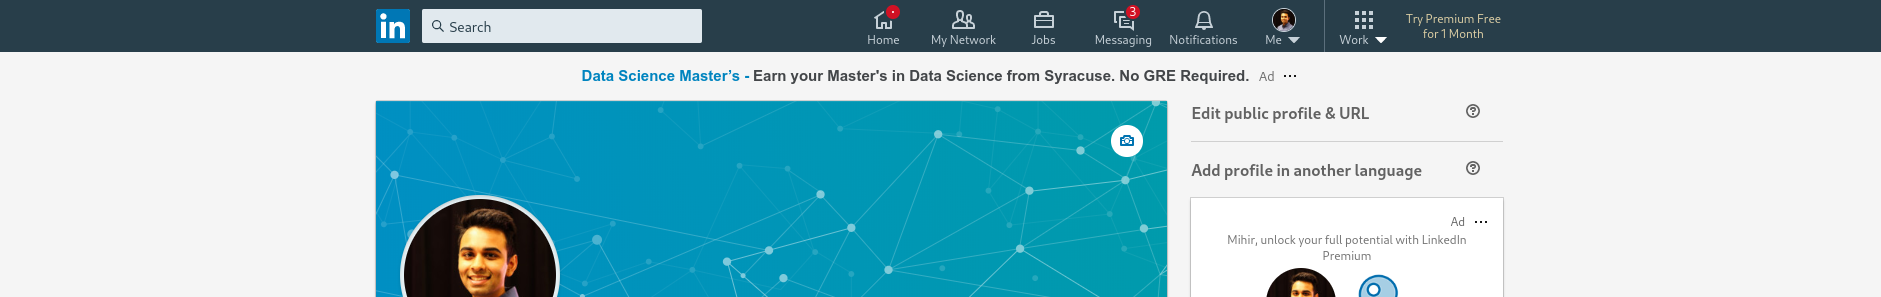 in
Search
Home
My Network
Jobs
3
Messaging
Notifications
Me
Work
Try Premium Free
for 1 Month
Data Science Master’s - Earn your Master's in Data Science from Syracuse. No GRE Required. Ad
Edit public profile & URL
Add profile in another language
Ad
Mihir, unlock your full potential with LinkedIn
Premium